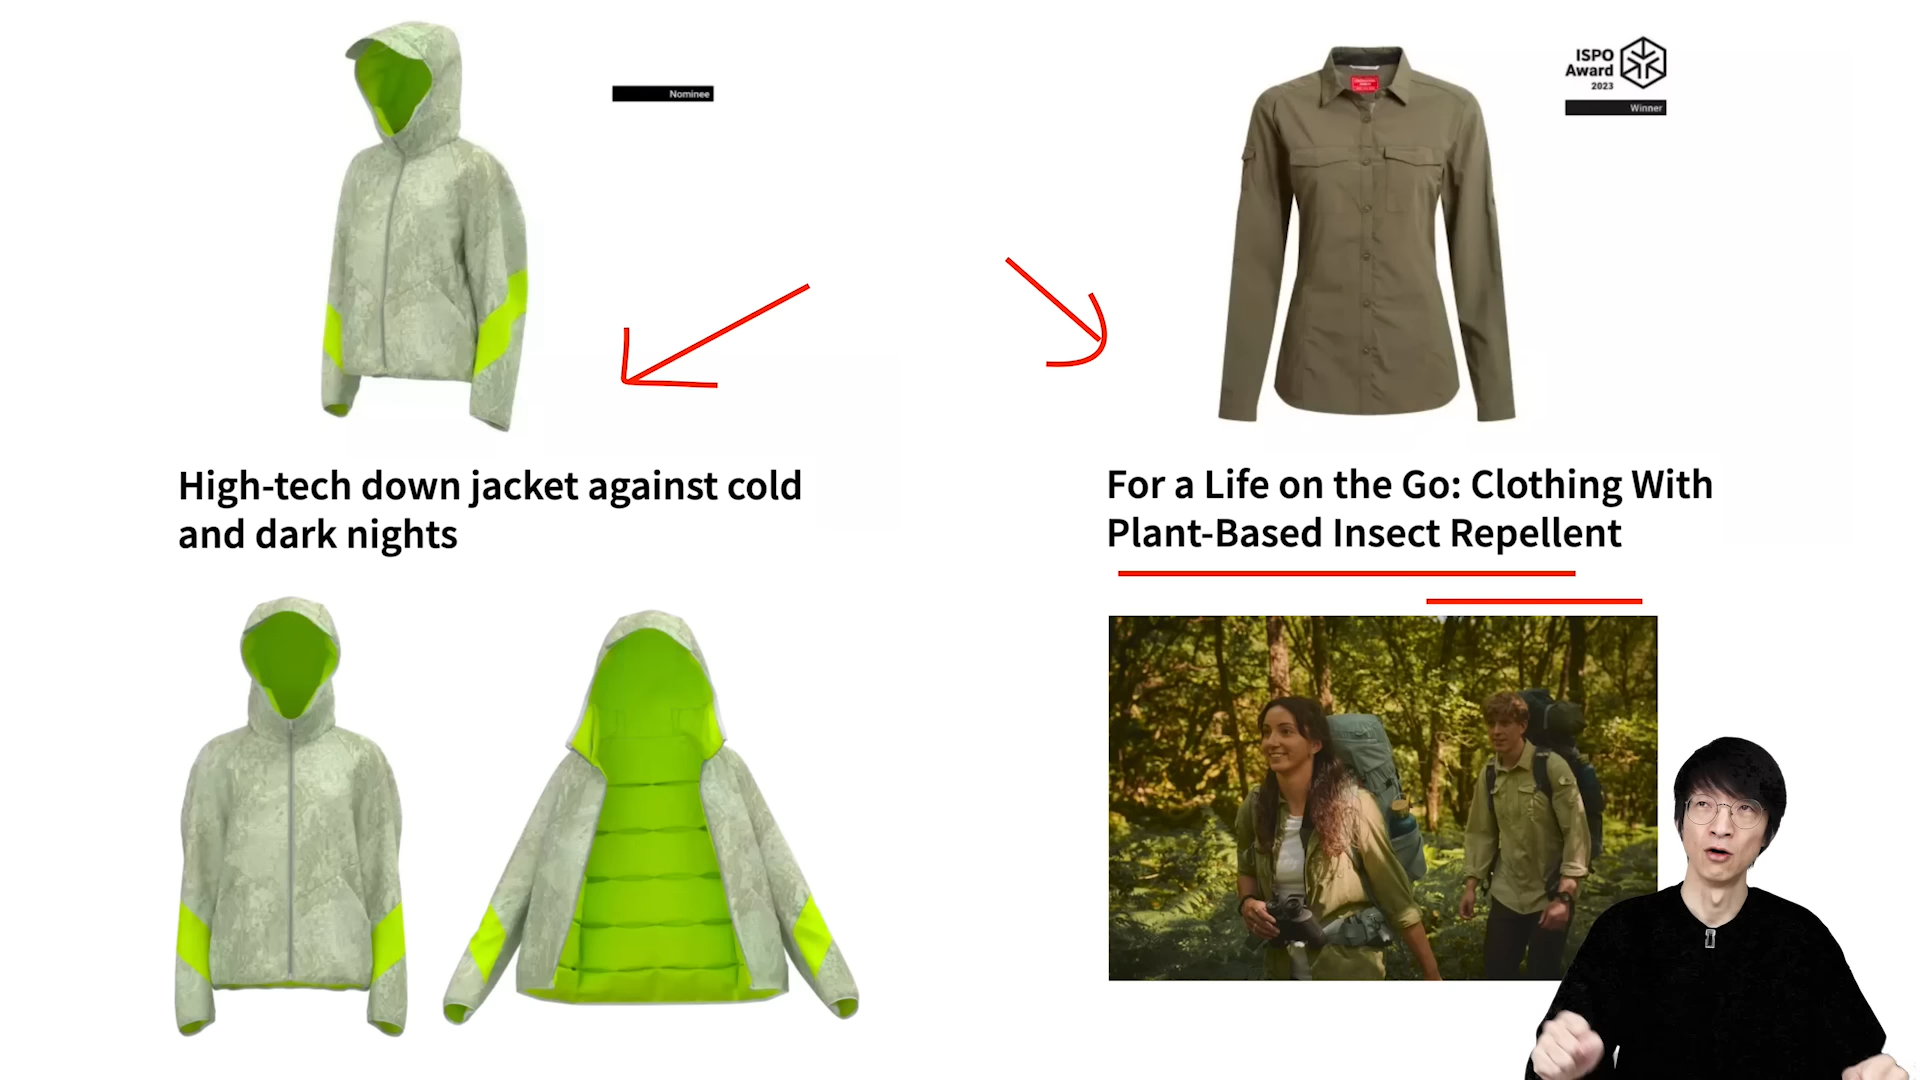 Nominee
High-tech down jacket against cold
and dark nights
ISPO
Award
2023
Winner
For a Life on the Go: Clothing With
Plant-Based Insect Repellent